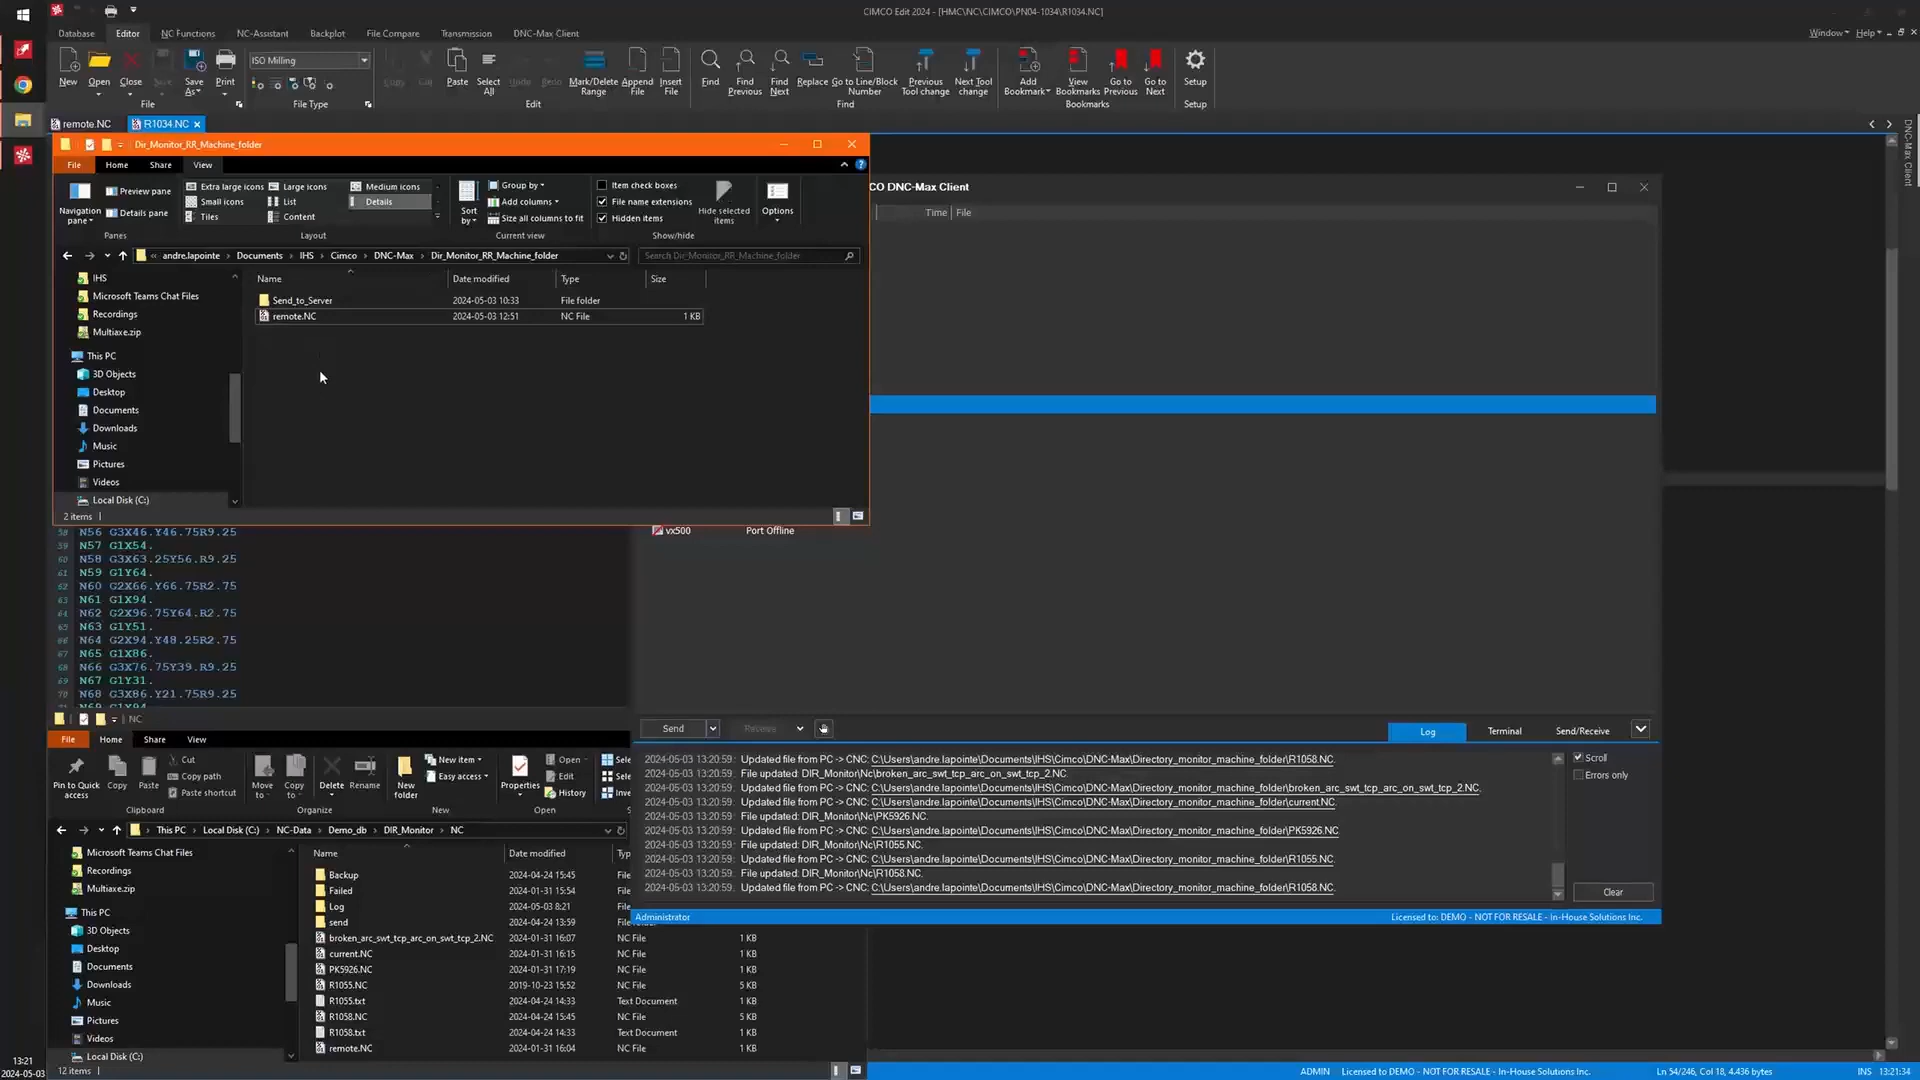 CIMCO Edit 2024 - [HMC\NC\CIMCO\PN04-1034\R1034.NC]
Database Editor NC Functions NC-Assistant Backplot File Compare Transmission DNC-Max Client Window Help
New Open Close Save Save As Print
ISO Milling
Copy Cut Paste Select All Undo Redo Mark/Delete Range Append File Insert File
Find Find Previous Find Next Replace Go to Line/Block Number Previous Tool change Next Tool change
Add Bookmark View Bookmarks Go to Previous Go to Next Setup
File File Type Edit Find Bookmarks Setup
remote.NC R1034.NC
DNC-Max Client
Dir_Monitor_RR_Machine_folder
File Home Share View
Navigation pane Preview pane Details pane
Extra large icons Large icons Medium icons
Small icons List Details
Tiles Content
Sort by Group by Add columns Size all columns to fit
Item check boxes
File name extensions
Hidden items
Hide selected items Options
Panes Layout Current view Show/hide
« andre.lapointe Documents IHS Cimco DNC-Max Dir_Monitor_RR_Machine_folder Search Dir_Monitor_RR_Machine_folder
IHS
Microsoft Teams Chat Files
Recordings
Multiaxe.zip
This PC
3D Objects
Desktop
Documents
Downloads
Music
Pictures
Videos
Local Disk (C:)
Name Date modified Type Size
Send_to_Server 2024-05-03 10:33 File folder
remote.NC 2024-05-03 12:51 NC File 1 KB
2 items
CO DNC-Max Client
Time File
vx500 Port Offline
58 N56 G3X46.Y46.75R9.25
59 N57 G1X54.
60 N58 G3X63.25Y56.R9.25
61 N59 G1Y64.
62 N60 G2X66.Y66.75R2.75
63 N61 G1X94.
64 N62 G2X96.75Y64.R2.75
65 N63 G1Y51.
66 N64 G2X94.Y48.25R2.75
67 N65 G1X86.
68 N66 G3X76.75Y39.R9.25
69 N67 G1Y31.
70 N68 G3X86.Y21.75R9.25
71 N69 G1X94.
Send Receive Log Terminal Send/Receive
2024-05-03 13:20:59: Updated file from PC -> CNC: C:\Users\andre.lapointe\Documents\IHS\Cimco\DNC-Max\Directory_monitor_machine_folder\R1058.NC.
2024-05-03 13:20:59: File updated: DIR_Monitor\Nc\broken_arc_swt_tcp_arc_on_swt_tcp_2.NC.
2024-05-03 13:20:59: Updated file from PC -> CNC: C:\Users\andre.lapointe\Documents\IHS\Cimco\DNC-Max\Directory_monitor_machine_folder\broken_arc_swt_tcp_arc_on_swt_tcp_2.NC.
2024-05-03 13:20:59: Updated file from PC -> CNC: C:\Users\andre.lapointe\Documents\IHS\Cimco\DNC-Max\Directory_monitor_machine_folder\current.NC.
2024-05-03 13:20:59: File updated: DIR_Monitor\Nc\PK5926.NC.
2024-05-03 13:20:59: Updated file from PC -> CNC: C:\Users\andre.lapointe\Documents\IHS\Cimco\DNC-Max\Directory_monitor_machine_folder\PK5926.NC.
2024-05-03 13:20:59: File updated: DIR_Monitor\Nc\R1055.NC.
2024-05-03 13:20:59: Updated file from PC -> CNC: C:\Users\andre.lapointe\Documents\IHS\Cimco\DNC-Max\Directory_monitor_machine_folder\R1055.NC.
2024-05-03 13:20:59: File updated: DIR_Monitor\Nc\R1058.NC.
2024-05-03 13:20:59: Updated file from PC -> CNC: C:\Users\andre.lapointe\Documents\IHS\Cimco\DNC-Max\Directory_monitor_machine_folder\R1058.NC.
Scroll
Errors only
Clear
Administrator Licensed to: DEMO - NOT FOR RESALE - In-House Solutions Inc.
NC
File Home Share View
Pin to Quick access Copy Paste Cut Copy path Paste shortcut
Move to Copy to Delete Rename
New folder New item Easy access
Properties Open Edit History
Clipboard Organize New Open
This PC Local Disk (C:) NC-Data Demo_db DIR_Monitor NC
Microsoft Teams Chat Files
Recordings
Multiaxe.zip
This PC
3D Objects
Desktop
Documents
Downloads
Music
Pictures
Videos
Local Disk (C:)
Name Date modified
Backup 2024-04-24 15:45
Failed 2024-01-31 15:54
Log 2024-05-03 8:21
send 2024-04-24 13:59
broken_arc_swt_tcp_arc_on_swt_tcp_2.NC 2024-01-31 16:07 NC File 1 KB
current.NC 2024-01-31 16:15 NC File 1 KB
PK5926.NC 2024-01-31 17:19 NC File 1 KB
R1055.NC 2019-10-23 15:52 NC File 5 KB
R1055.txt 2024-04-24 14:33 Text Document 1 KB
R1058.NC 2024-04-24 15:45 NC File 5 KB
R1058.txt 2024-04-24 14:33 Text Document 1 KB
remote.NC 2024-01-31 16:04 NC File 1 KB
12 items
13:21
2024-05-03
ADMIN Licensed to DEMO - NOT FOR RESALE - In-House Solutions Inc. Ln 54/246, Col 18, 4.436 bytes INS 13:21:34